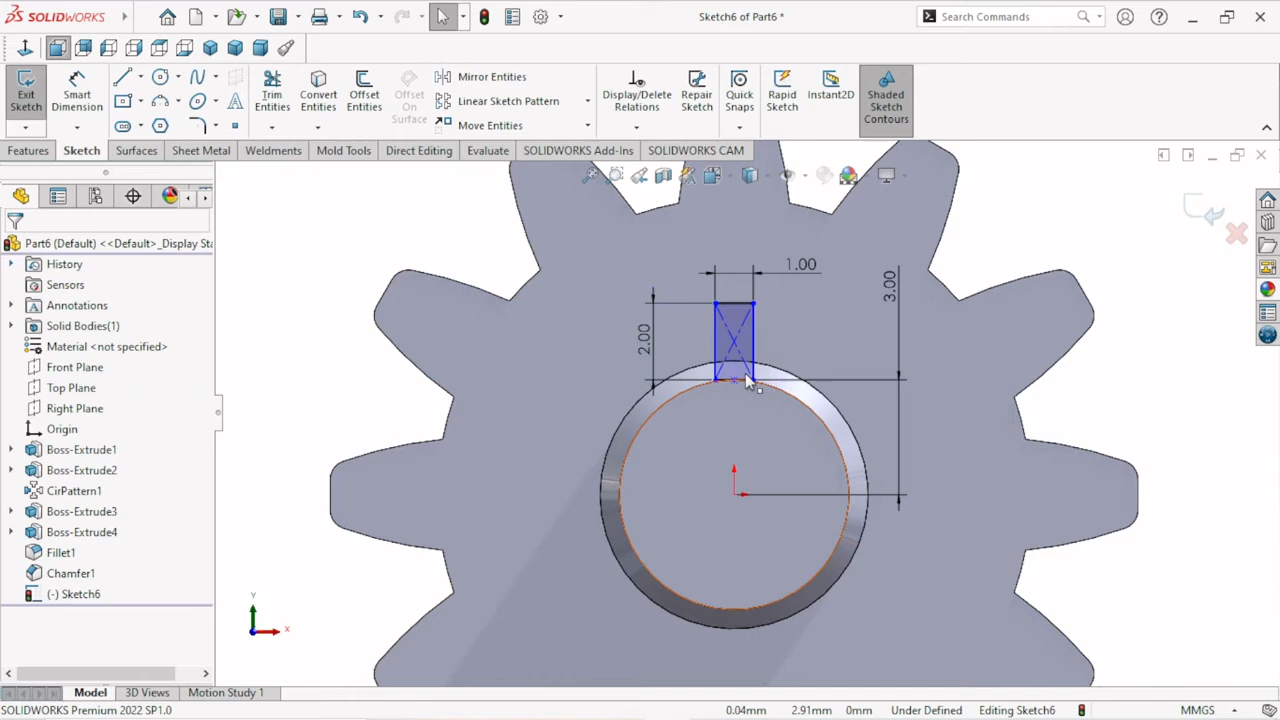 SOLIDWORKS
Sketch6 of Part6 *
Search Commands
Exit
Sketch
Smart
Dimension
Trim
Entities
Convert
Entities
Offset
Entities
Offset
On
Surface
Mirror Entities
Linear Sketch Pattern
Move Entities
Display/Delete
Relations
Repair
Sketch
Quick
Snaps
Rapid
Sketch
Instant2D
Shaded
Sketch
Contours
Features
Sketch
Surfaces
Sheet Metal
Weldments
Mold Tools
Direct Editing
Evaluate
SOLIDWORKS Add-Ins
SOLIDWORKS CAM
Part6 (Default) <<Default>_Display Sta
History
Sensors
Annotations
Solid Bodies(1)
Material <not specified>
Front Plane
Top Plane
Right Plane
Origin
Boss-Extrude1
Boss-Extrude2
CirPattern1
Boss-Extrude3
Boss-Extrude4
Fillet1
Chamfer1
(-) Sketch6
1.00
2.00
3.00
Y
X
Model
3D Views
Motion Study 1
SOLIDWORKS Premium 2022 SP1.0
0.04mm
2.91mm
0mm
Under Defined
Editing Sketch6
MMGS